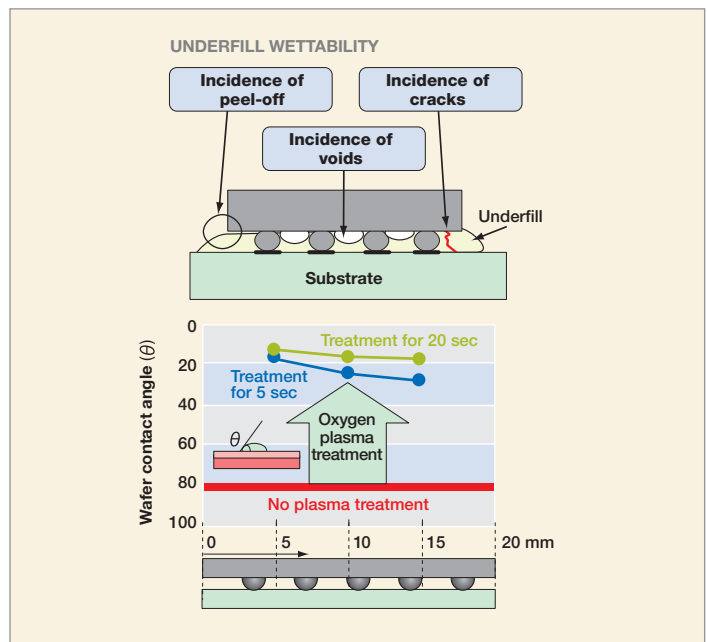 UNDERFILL WETTABILITY
Incidence of
peel-off
Incidence of
cracks
Incidence of
voids
Underfill
Substrate
Wafer contact angle (θ)
0
20
40
60
80
100
Treatment for 20 sec
Treatment
for 5 sec
Oxygen
plasma
treatment
θ
No plasma treatment
0 5 10 15 20 mm